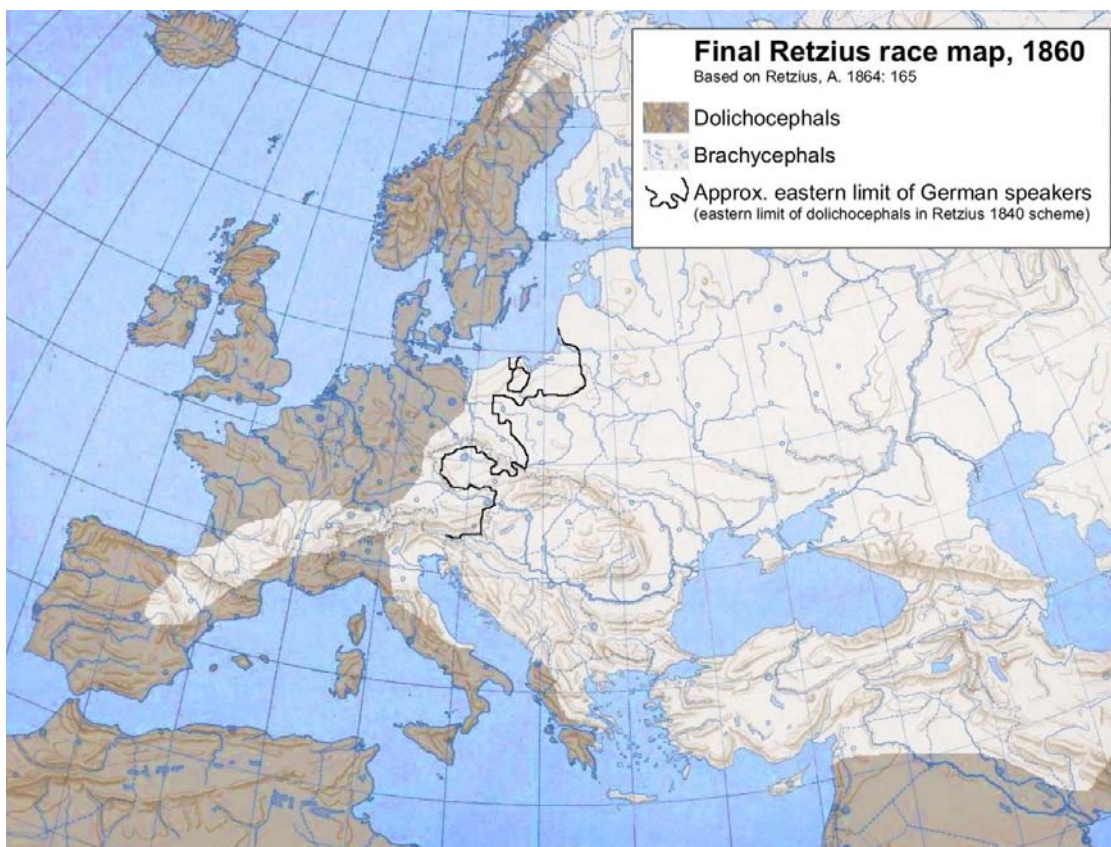 Final Retzius race map, 1860
Based on Retzius, A. 1864: 165
Dolichocephals
Brachycephals
Approx. eastern limit of German speakers
(eastern limit of dolichocephals in Retzius 1840 scheme)